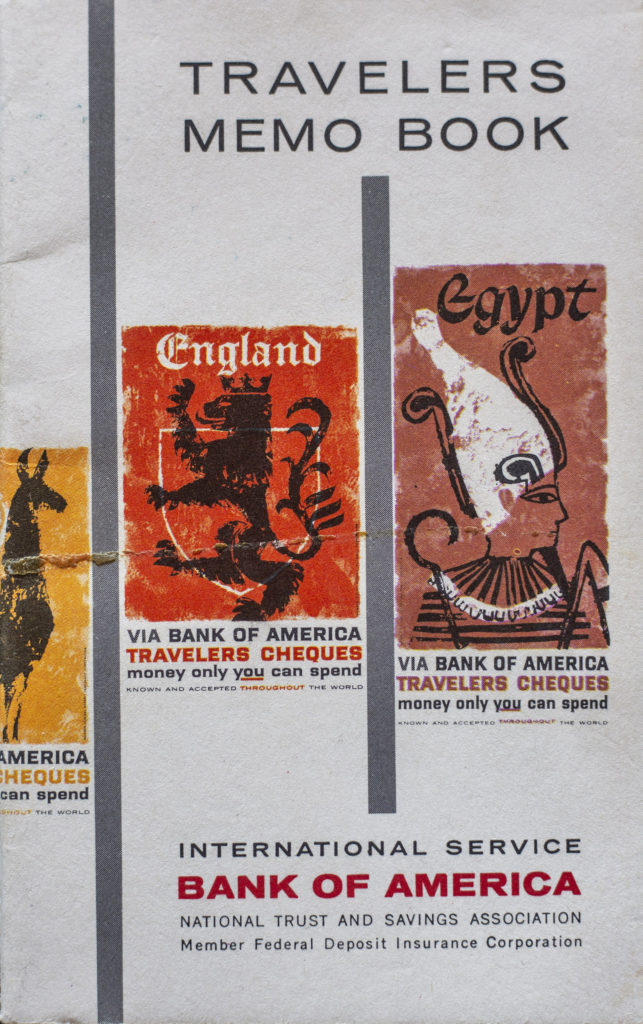 TRAVELERS
MEMO BOOK
Egypt
England
VIA BANK OF AMERICA
TRAVELERS CHEQUES
money only you can spend
KNOWN AND ACCEPTED THROUGHOUT THE WORLD
VIA BANK OF AMERICA
TRAVELERS CHEQUES
money only you can spend
KNOWN AND ACCEPTED THROUGHOUT THE WORLD
AMERICA
CHEQUES
can spend
THE WORLD
INTERNATIONAL SERVICE
BANK OF AMERICA
NATIONAL TRUST AND SAVINGS ASSOCIATION
Member Federal Deposit Insurance Corporation